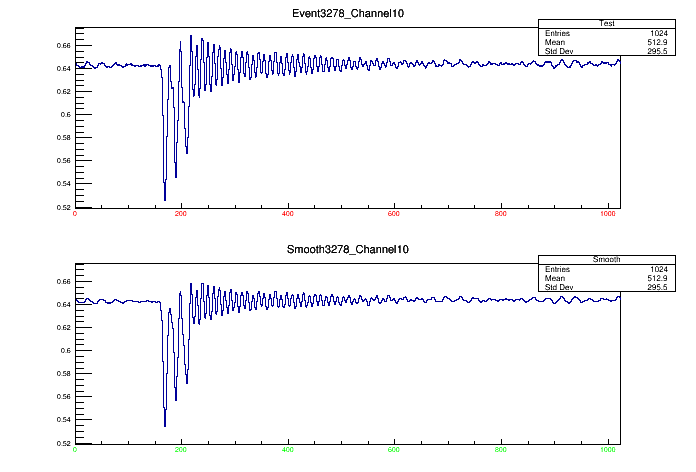 Event3278_Channel10
Test
Entries 1024
Mean 512.9
Std Dev 295.5
0.66
0.64
0.62
0.6
0.58
0.56
0.54
0.52
0 200 400 600 800 1000
Smooth3278_Channel10
Smooth
Entries 1024
Mean 512.9
Std Dev 295.5
0.66
0.64
0.62
0.6
0.58
0.56
0.54
0.52
0 200 400 600 800 1000